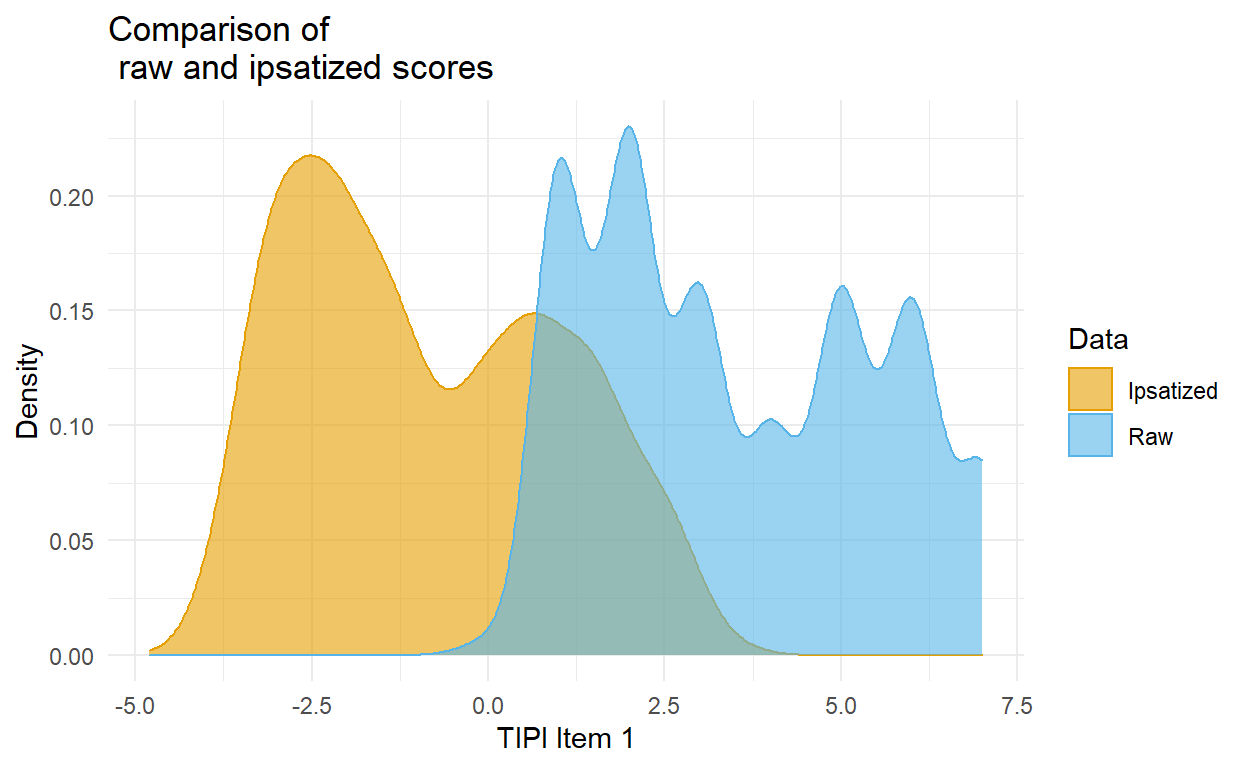 Comparison of
raw and ipsatized scores
Density
0.20
0.15
0.10
0.05
0.00
-5.0
-2.5
0.0
2.5
5.0
7.5
TIPI Item 1
Data
Ipsatized
Raw